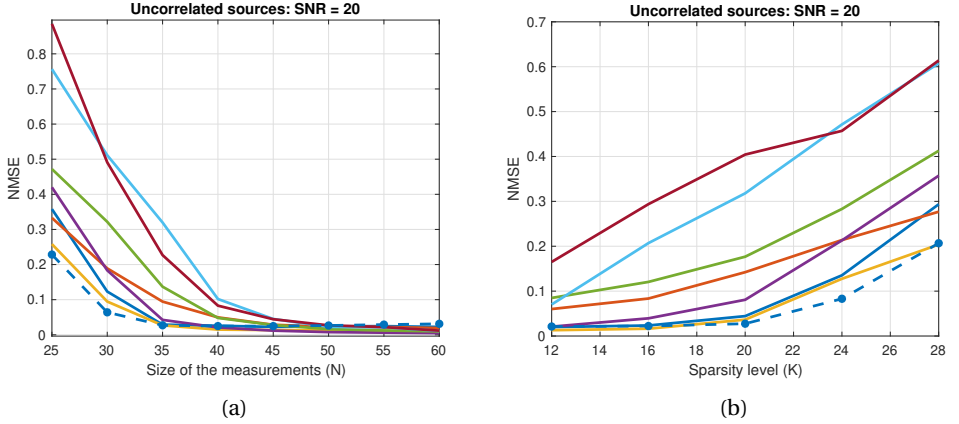 Uncorrelated sources: SNR = 20
NMSE
0.8
0.7
0.6
0.5
0.4
0.3
0.2
0.1
0
25 30 35 40 45 50 55 60
Size of the measurements (N)
(a)
Uncorrelated sources: SNR = 20
NMSE
0.7
0.6
0.5
0.4
0.3
0.2
0.1
0
12 14 16 18 20 22 24 26 28
Sparsity level (K)
(b)